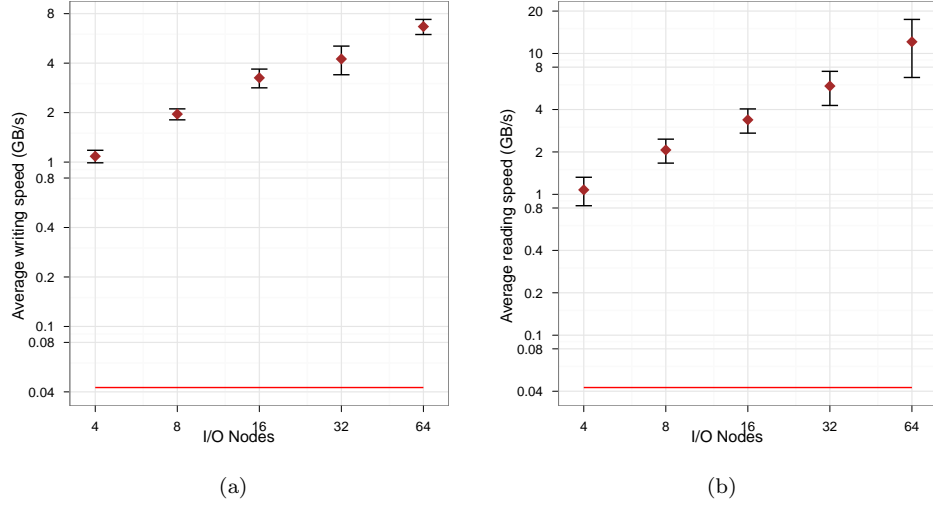 Average writing speed (GB/s)
8
4
2
1
0.8
0.4
0.2
0.1
0.08
0.04
4 8 16 32 64
I/O Nodes
(a)
Average reading speed (GB/s)
20
10
8
4
2
1
0.8
0.4
0.2
0.1
0.08
0.04
4 8 16 32 64
I/O Nodes
(b)